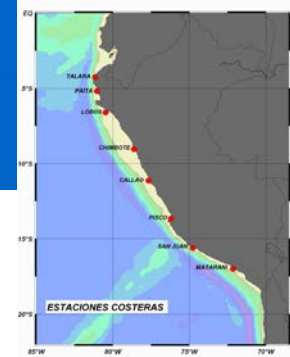 EQ
TALARA
5°S
PAITA
LOBOS
CHIMBOTE
10°S
CALLAO
PISCO
15°S
SAN JUAN
MATARANI
ESTACIONES COSTERAS
20°S
85°W
80°W
75°W
70°W